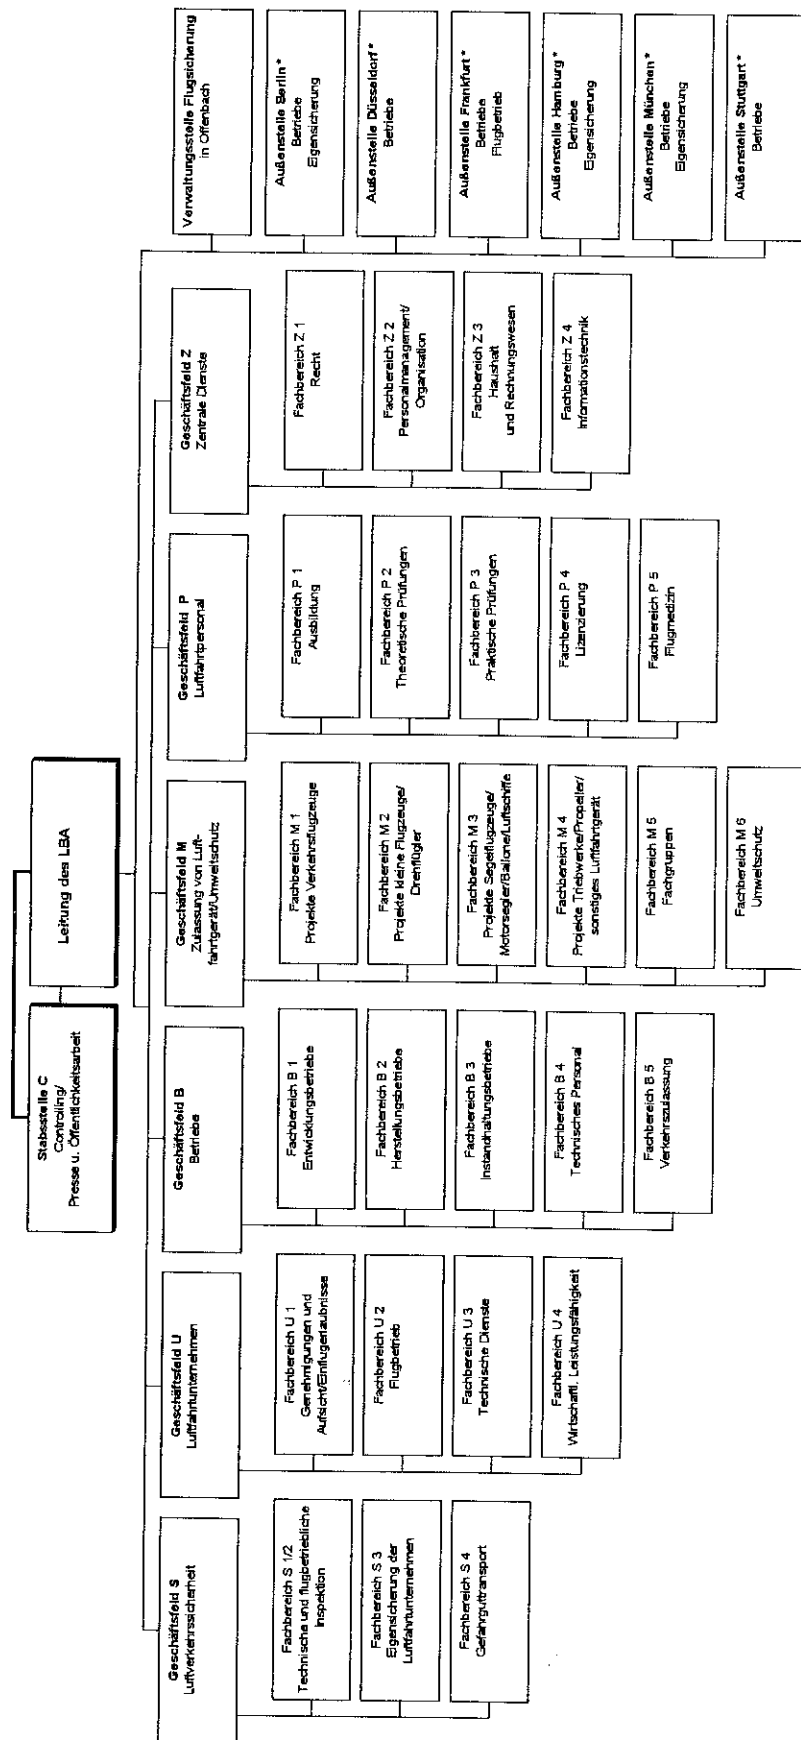 Stabsstelle C
Controlling/
Presse u. Öffentlichkeitsarbeit
Leitung des LBA
Geschäftsfeld S
Luftverkehrssicherheit
Fachbereich S 1/2
Technische und flugbetriebliche
Inspektion
Fachbereich S 3
Eigensicherung der
Luftfahrtunternehmen
Fachbereich S 4
Gefahrguttransport
Geschäftsfeld U
Luftfahrtunternehmen
Fachbereich U 1
Genehmigungen und
Aufsicht/Einflugerlaubnisse
Fachbereich U 2
Flugbetrieb
Fachbereich U 3
Technische Dienste
Fachbereich U 4
Wirtschaftl. Leistungsfähigkeit
Geschäftsfeld B
Betriebe
Fachbereich B 1
Entwicklungsbetriebe
Fachbereich B 2
Herstellungsbetriebe
Fachbereich B 3
Instandhaltungsbetriebe
Fachbereich B 4
Technisches Personal
Fachbereich B 5
Verkehrszulassung
Geschäftsfeld M
Zulassung von Luft-
fahrtgerät/Umweltschutz
Fachbereich M 1
Projekte Verkehrsflugzeuge
Fachbereich M 2
Projekte kleine Flugzeuge/
Drehflügler
Fachbereich M 3
Projekte Segelflugzeuge/
Motorsegler/Ballone/Luftschiffe
Fachbereich M 4
Projekte Triebwerke/Propeller/
sonstiges Luftfahrtgerät
Fachbereich M 5
Fachgruppen
Fachbereich M 6
Umweltschutz
Geschäftsfeld P
Luftfahrtpersonal
Fachbereich P 1
Ausbildung
Fachbereich P 2
Theoretische Prüfungen
Fachbereich P 3
Praktische Prüfungen
Fachbereich P 4
Lizenzierung
Fachbereich P 5
Flugmedizin
Geschäftsfeld Z
Zentrale Dienste
Fachbereich Z 1
Recht
Fachbereich Z 2
Personalmanagement/
Organisation
Fachbereich Z 3
Haushalt
und Rechnungswesen
Fachbereich Z 4
Informationstechnik
Verwaltungsstelle Flugsicherung
in Offenbach
Außenstelle Berlin*
Betriebe
Eigensicherung
Außenstelle Düsseldorf*
Betriebe
Außenstelle Frankfurt*
Betriebe
Flugbetrieb
Außenstelle Hamburg*
Betriebe
Eigensicherung
Außenstelle München*
Betriebe
Eigensicherung
Außenstelle Stuttgart*
Betriebe